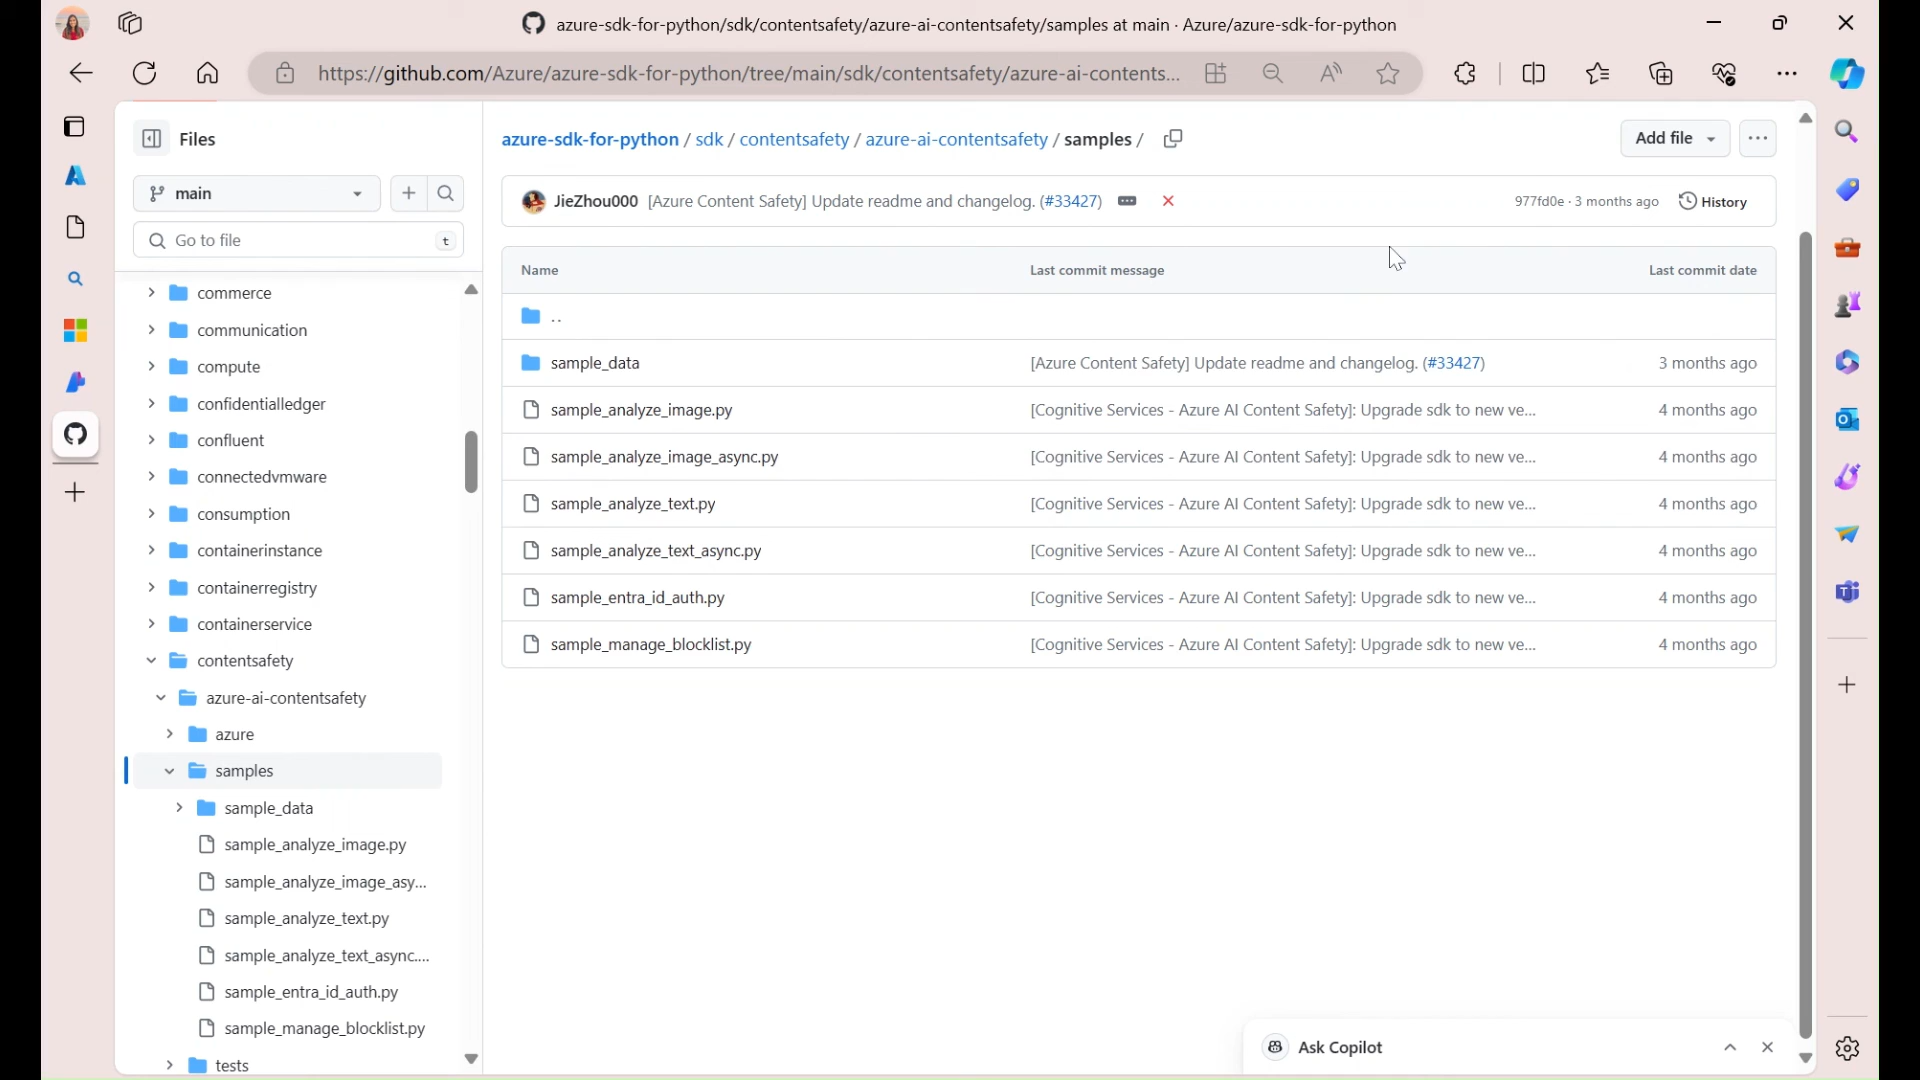 azure-sdk-for-python/sdk/contentsafety/azure-ai-contentsafety/samples at main · Azure/azure-sdk-for-python
https://github.com/Azure/azure-sdk-for-python/tree/main/sdk/contentsafety/azure-ai-contents...
Files
main
Go to file
t
commerce
communication
compute
confidentialledger
confluent
connectedvmware
consumption
containerinstance
containerregistry
containerservice
contentsafety
azure-ai-contentsafety
azure
samples
sample_data
sample_analyze_image.py
sample_analyze_image_asy...
sample_analyze_text.py
sample_analyze_text_async....
sample_entra_id_auth.py
sample_manage_blocklist.py
tests
azure-sdk-for-python / sdk / contentsafety / azure-ai-contentsafety / samples /
Add file
JieZhou000 [Azure Content Safety] Update readme and changelog. (#33427)
977fd0e · 3 months ago
History
Name Last commit message Last commit date
..
sample_data [Azure Content Safety] Update readme and changelog. (#33427) 3 months ago
sample_analyze_image.py [Cognitive Services - Azure AI Content Safety]: Upgrade sdk to new ve... 4 months ago
sample_analyze_image_async.py [Cognitive Services - Azure AI Content Safety]: Upgrade sdk to new ve... 4 months ago
sample_analyze_text.py [Cognitive Services - Azure AI Content Safety]: Upgrade sdk to new ve... 4 months ago
sample_analyze_text_async.py [Cognitive Services - Azure AI Content Safety]: Upgrade sdk to new ve... 4 months ago
sample_entra_id_auth.py [Cognitive Services - Azure AI Content Safety]: Upgrade sdk to new ve... 4 months ago
sample_manage_blocklist.py [Cognitive Services - Azure AI Content Safety]: Upgrade sdk to new ve... 4 months ago
Ask Copilot